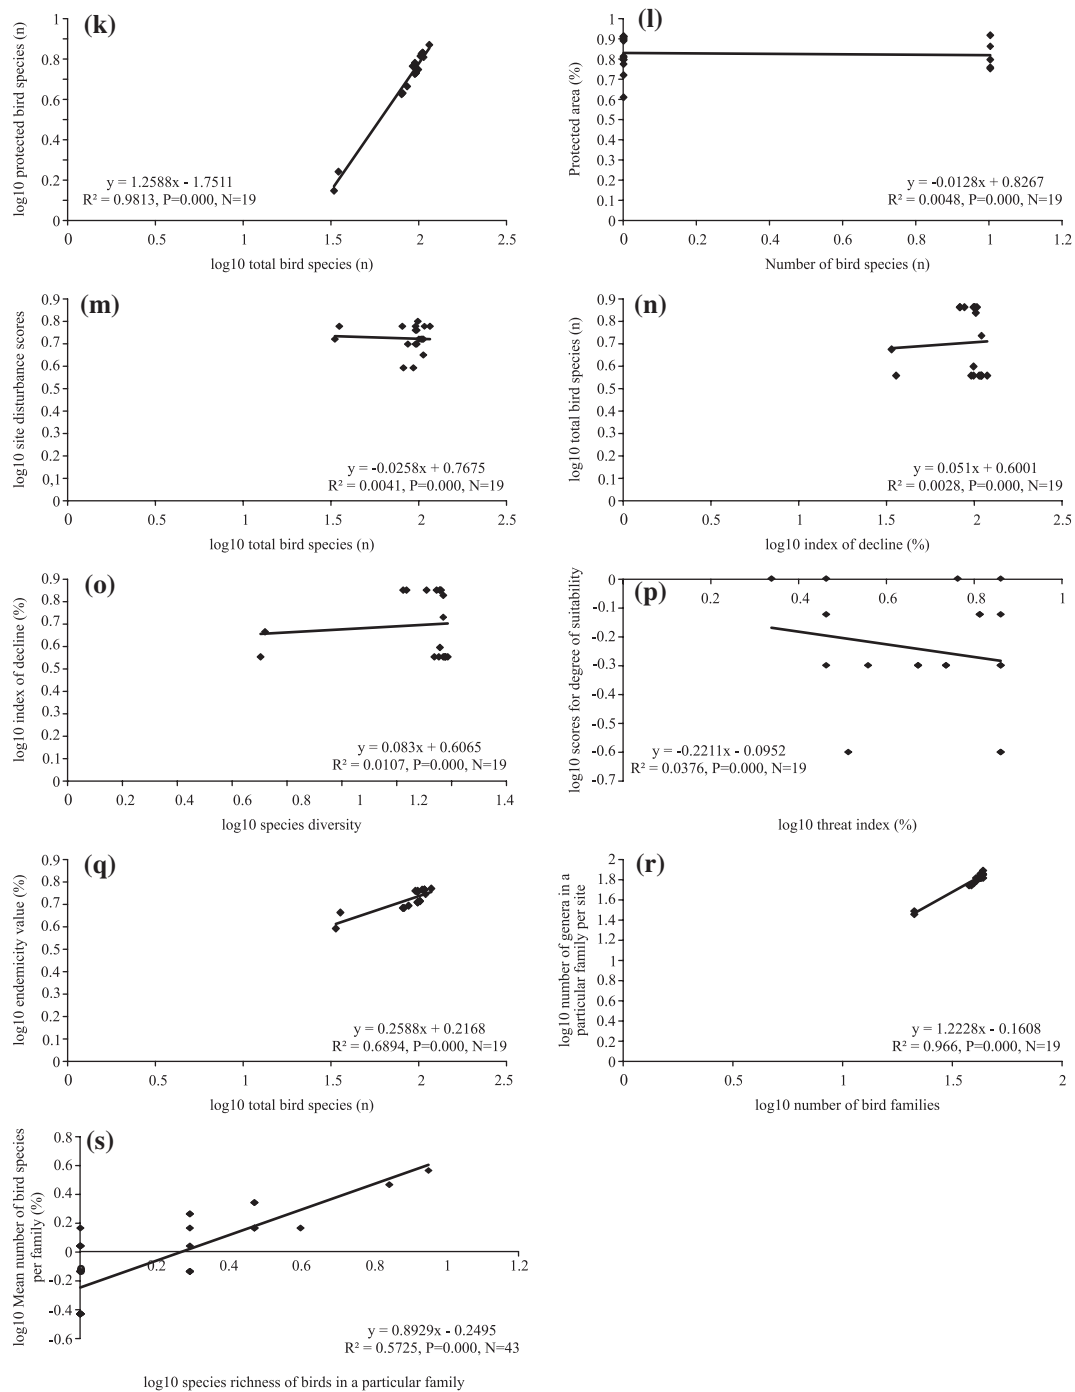 (k)
log10 protected bird species (n)
1
0.8
0.6
0.4
0.2
0
y = 1.2588x - 1.7511
R² = 0.9813, P=0.000, N=19
0 0.5 1 1.5 2 2.5
log10 total bird species (n)
(l)
Protected area (%)
1
0.9
0.8
0.7
0.6
0.5
0.4
0.3
0.2
0.1
0
y = -0.0128x + 0.8267
R² = 0.0048, P=0.000, N=19
0 0.2 0.4 0.6 0.8 1 1.2
Number of bird species (n)
(m)
log10 site disturbance scores
0.9
0.8
0.7
0.6
0.5
0.4
0.3
0.2
0.1
0
y = -0.0258x + 0.7675
R² = 0.0041, P=0.000, N=19
0 0.5 1 1.5 2 2.5
log10 total bird species (n)
(n)
log10 total bird species (n)
0.9
0.8
0.7
0.6
0.5
0.4
0.3
0.2
0.1
0
y = 0.051x + 0.6001
R² = 0.0028, P=0.000, N=19
0 0.5 1 1.5 2 2.5
log10 index of decline (%)
(o)
log10 index of decline (%)
0.9
0.8
0.7
0.6
0.5
0.4
0.3
0.2
0.1
0
y = 0.083x + 0.6065
R² = 0.0107, P=0.000, N=19
0 0.2 0.4 0.6 0.8 1 1.2 1.4
log10 species diversity
(p)
log10 scores for degree of suitability
0
-0.1
-0.2
-0.3
-0.4
-0.5
-0.6
-0.7
0.2 0.4 0.6 0.8 1
y = -0.2211x - 0.0952
R² = 0.0376, P=0.000, N=19
log10 threat index (%)
(q)
log10 endemicity value (%)
0.9
0.8
0.7
0.6
0.5
0.4
0.3
0.2
0.1
0
y = 0.2588x + 0.2168
R² = 0.6894, P=0.000, N=19
0 0.5 1 1.5 2 2.5
log10 total bird species (n)
(r)
log10 number of genera in a
particular family per site
2
1.8
1.6
1.4
1.2
1
0.8
0.6
0.4
0.2
0
y = 1.2228x - 0.1608
R² = 0.966, P=0.000, N=19
0 0.5 1 1.5 2
log10 number of bird families
(s)
log10 Mean number of bird species
per family (%)
0.8
0.6
0.4
0.2
0
-0.2
-0.4
-0.6
0.2 0.4 0.6 0.8 1 1.2
y = 0.8929x - 0.2495
R² = 0.5725, P=0.000, N=43
log10 species richness of birds in a particular family